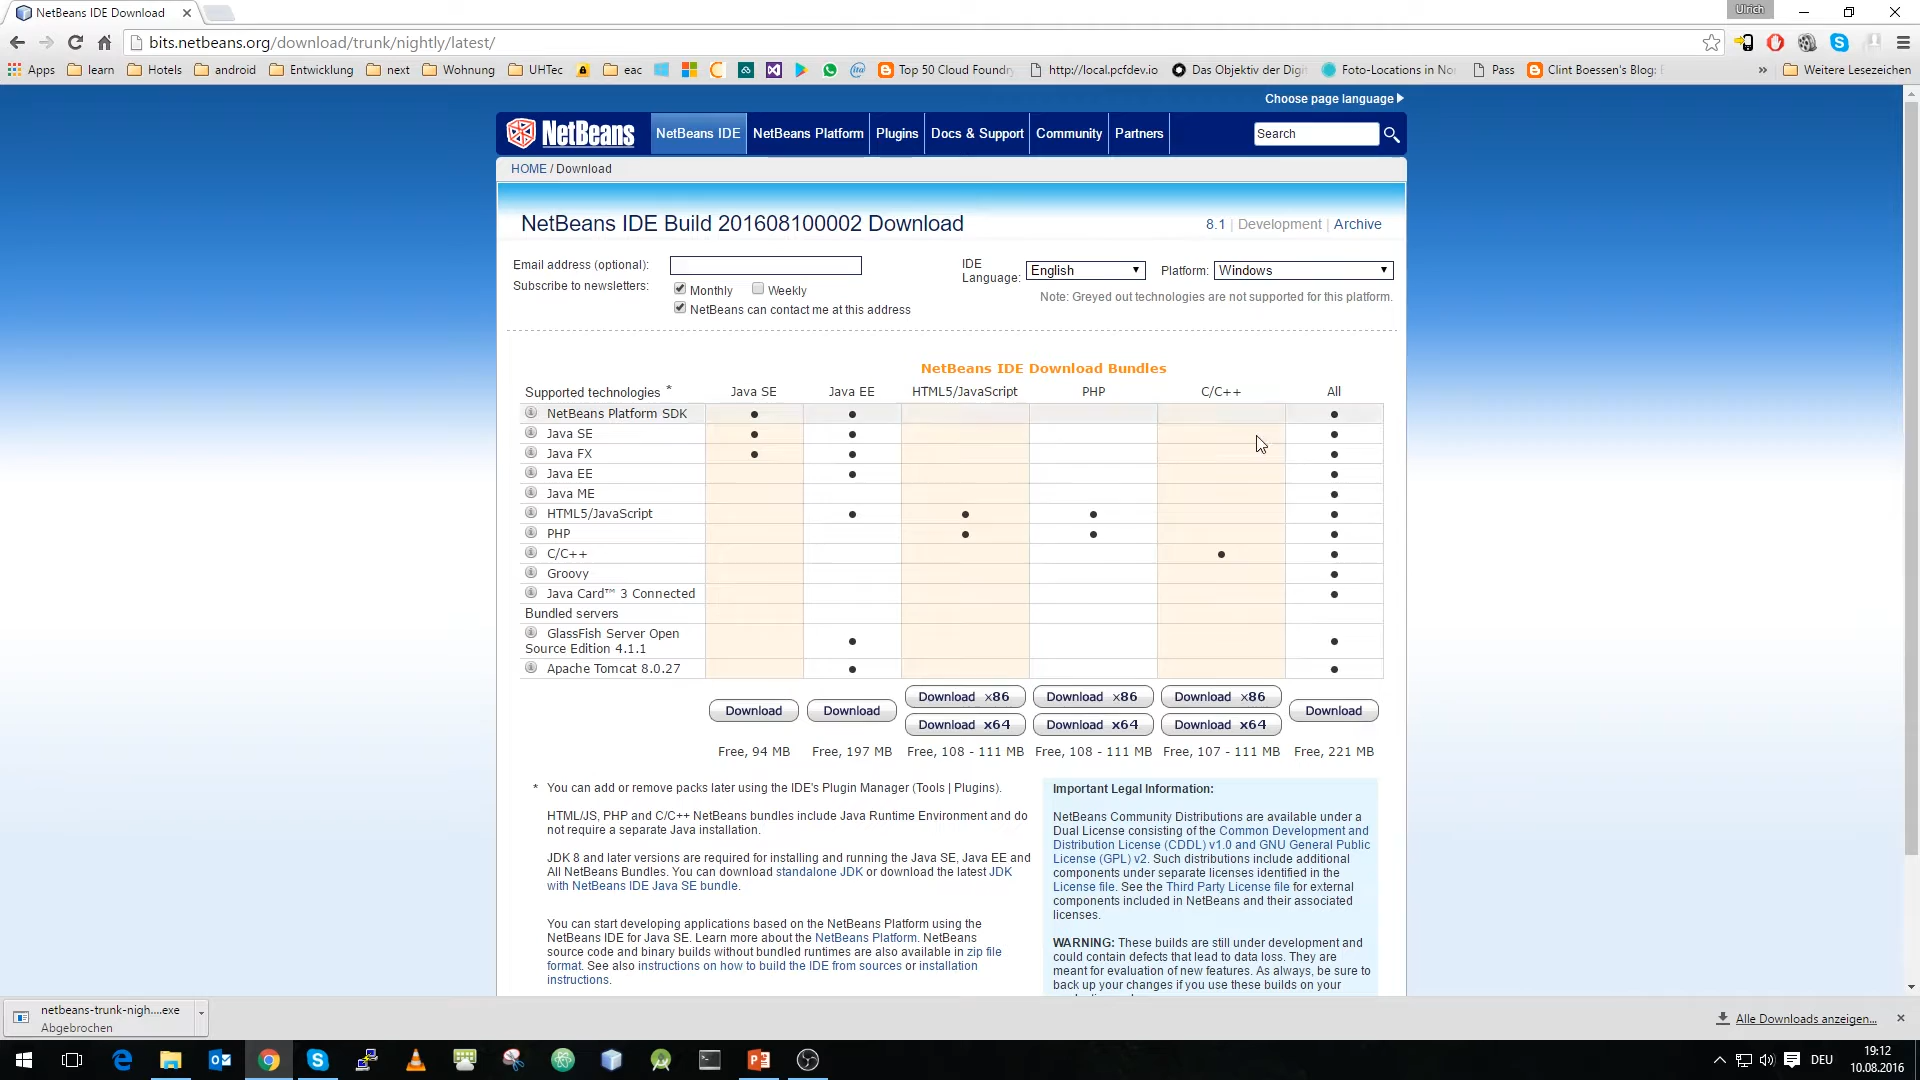 NetBeans IDE Download
Ulrich
bits.netbeans.org/download/trunk/nightly/latest/
Apps learn Hotels android Entwicklung next Wohnung UHTec eac Top 50 Cloud Foundr http://local.pcfdev.io Das Objektiv der Digi Foto-Locations in No Pass Clint Boessen's Blog: » Weitere Lesezeichen
Choose page language
NetBeans NetBeans IDE NetBeans Platform Plugins Docs & Support Community Partners Search
HOME / Download
NetBeans IDE Build 201608100002 Download 8.1 | Development | Archive
Email address (optional): IDE Language: English Platform: Windows
Subscribe to newsletters: Monthly Weekly
Note: Greyed out technologies are not supported for this platform.
NetBeans can contact me at this address
NetBeans IDE Download Bundles
Supported technologies * Java SE Java EE HTML5/JavaScript PHP C/C++ All
NetBeans Platform SDK
Java SE
Java FX
Java EE
Java ME
HTML5/JavaScript
PHP
C/C++
Groovy
Java Card™ 3 Connected
Bundled servers
GlassFish Server Open
Source Edition 4.1.1
Apache Tomcat 8.0.27
Download x86 Download x86 Download x86
Download Download Download
Download x64 Download x64 Download x64
Free, 94 MB Free, 197 MB Free, 108 - 111 MB Free, 108 - 111 MB Free, 107 - 111 MB Free, 221 MB
* You can add or remove packs later using the IDE's Plugin Manager (Tools | Plugins).
HTML/JS, PHP and C/C++ NetBeans bundles include Java Runtime Environment and do
not require a separate Java installation.
JDK 8 and later versions are required for installing and running the Java SE, Java EE and
All NetBeans Bundles. You can download standalone JDK or download the latest JDK
with NetBeans IDE Java SE bundle.
You can start developing applications based on the NetBeans Platform using the
NetBeans IDE for Java SE. Learn more about the NetBeans Platform. NetBeans
source code and binary builds without bundled runtimes are also available in zip file
format. See also instructions on how to build the IDE from sources or installation
instructions.
Important Legal Information:
NetBeans Community Distributions are available under a
Dual License consisting of the Common Development and
Distribution License (CDDL) v1.0 and GNU General Public
License (GPL) v2. Such distributions include additional
components under separate licenses identified in the
License file. See the Third Party License file for external
components included in NetBeans and their associated
licenses.
WARNING: These builds are still under development and
could contain defects that lead to data loss. They are
meant for evaluation of new features. As always, be sure to
back up your changes if you use these builds on your
netbeans-trunk-nigh....exe
Abgebrochen
Alle Downloads anzeigen...
DEU
19:12
10.08.2016